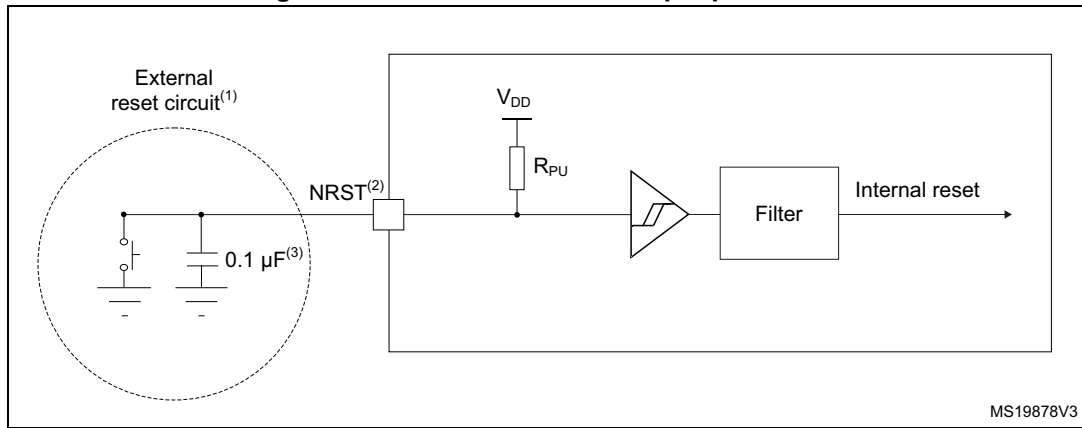 External
reset circuit(1)
VDD
RPU
NRST(2)
0.1 µF(3)
Filter
Internal reset
MS19878V3